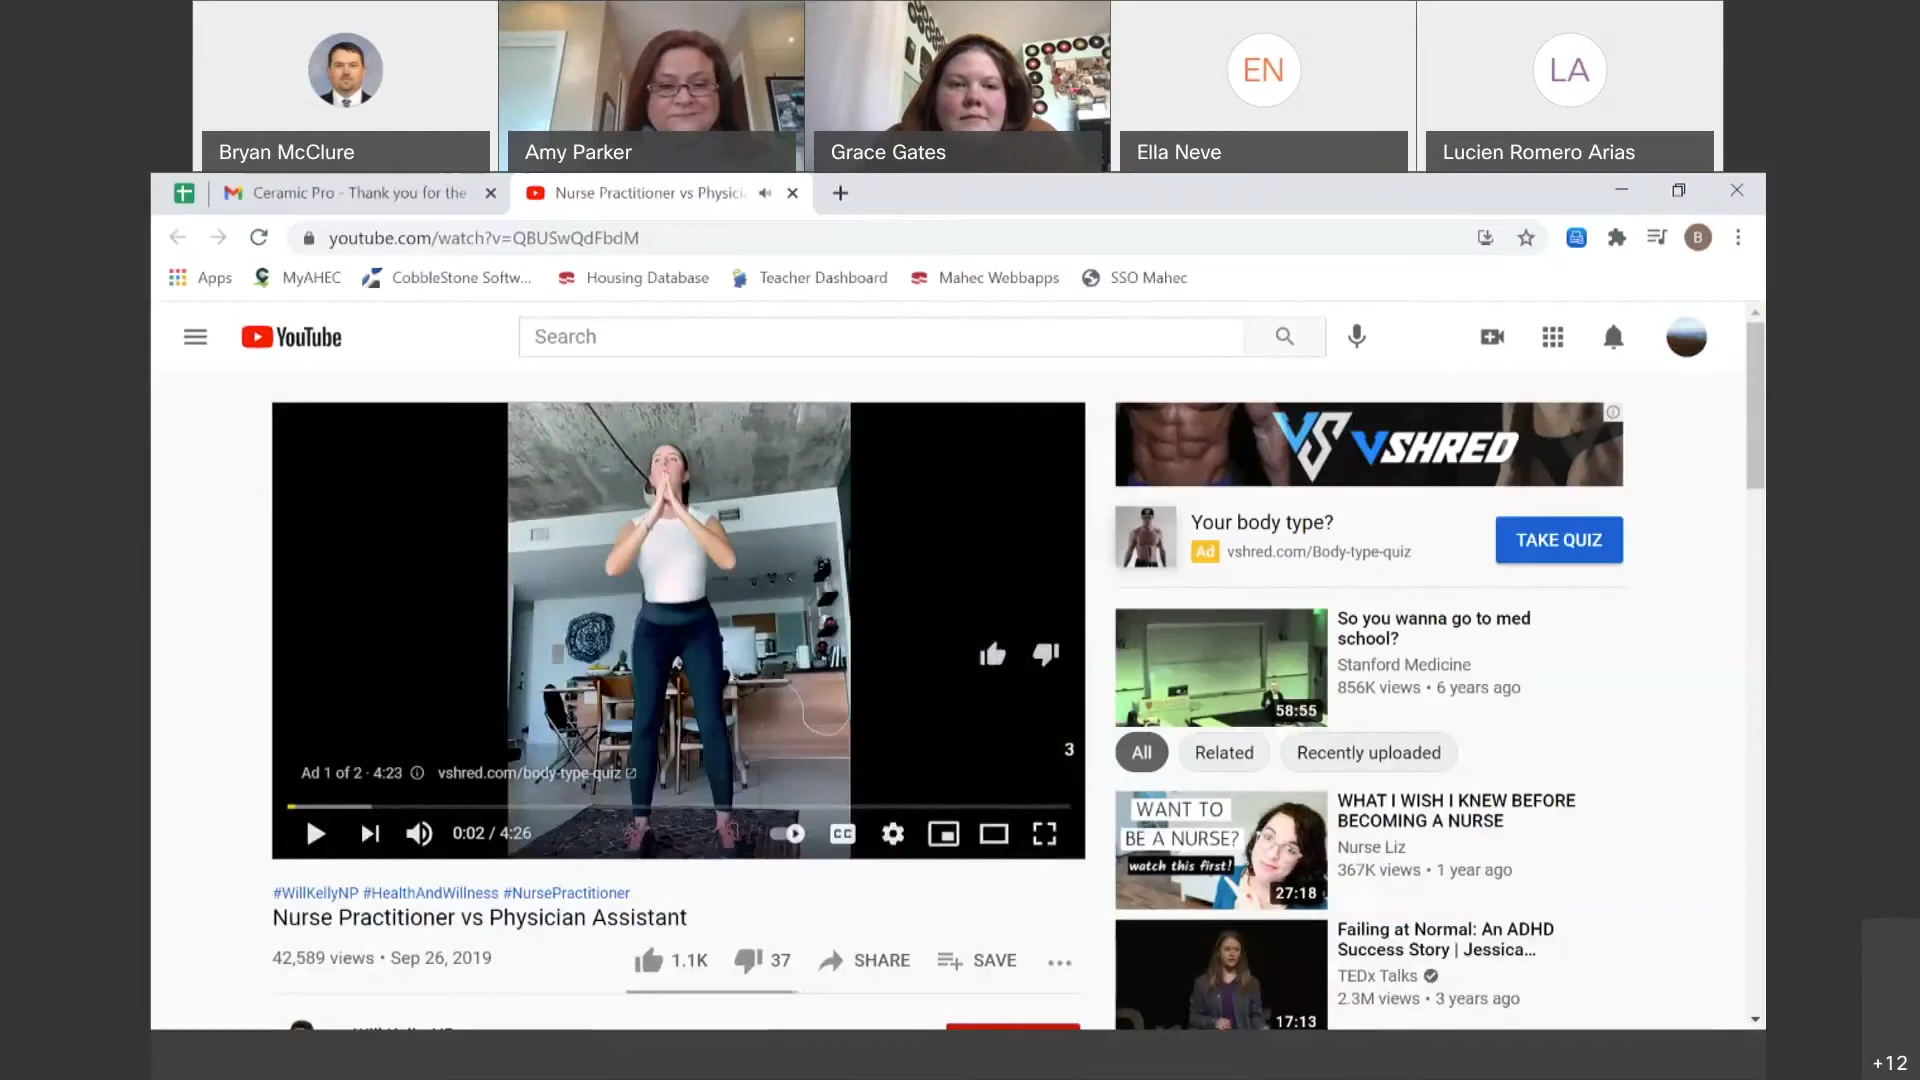 EN
LA
Bryan McClure
Amy Parker
Grace Gates
Ella Neve
Lucien Romero Arias
Ceramic Pro - Thank you for the
Nurse Practitioner vs Physici
youtube.com/watch?v=QBUSwQdFbdM
B
Apps
MyAHEC
CobbleStone Softw...
Housing Database
Teacher Dashboard
Mahec Webapps
SSO Mahec
YouTube
Search
VS VSHRED
Your body type?
Ad vshred.com/Body-type-quiz
TAKE QUIZ
So you wanna go to med
school?
Stanford Medicine
856K views • 6 years ago
58:55
3
Ad 1 of 2 · 4:23
vshred.com/body-type-quiz
0:02 / 4:26
CC
All
Related
Recently uploaded
WANT TO
BE A NURSE?
watch this first!
27:18
WHAT I WISH I KNEW BEFORE
BECOMING A NURSE
Nurse Liz
367K views • 1 year ago
#WillKellyNP #HealthAndWillness #NursePractitioner
Nurse Practitioner vs Physician Assistant
42,589 views • Sep 26, 2019
1.1K
37
SHARE
SAVE
Failing at Normal: An ADHD
Success Story | Jessica...
TEDx Talks
2.3M views • 3 years ago
17:13
+12